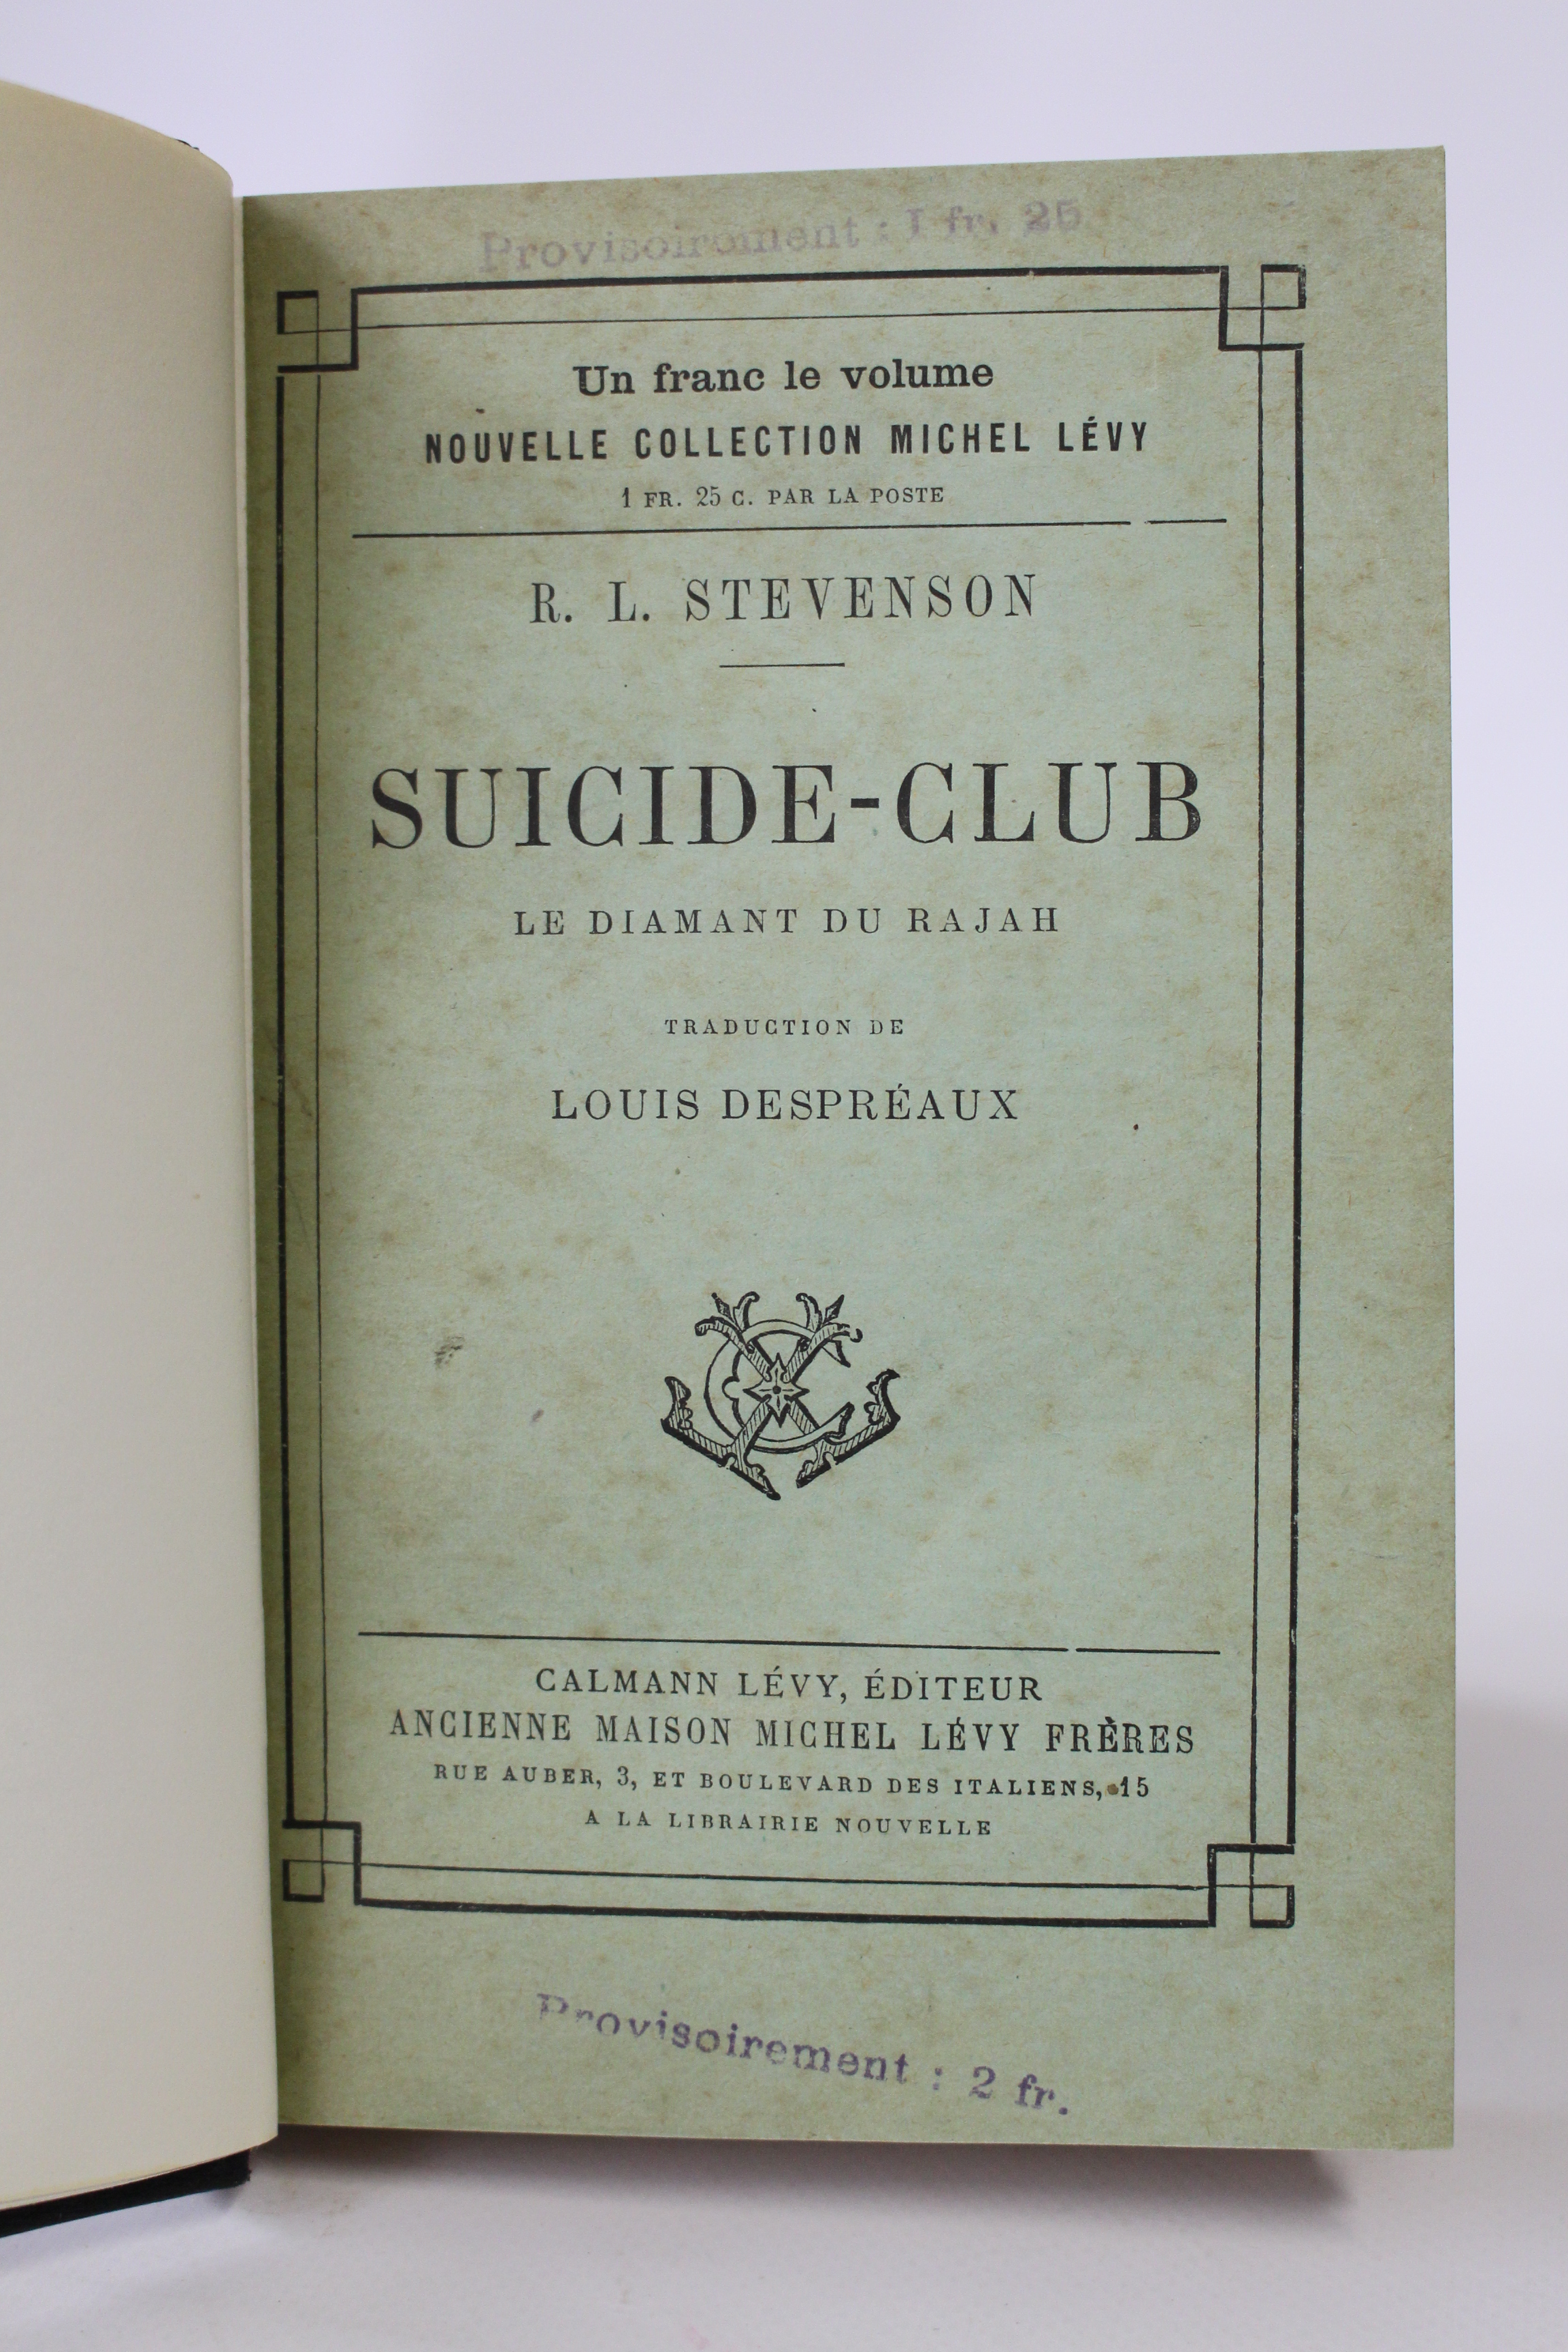 Provisoirement : 1 fr. 25
Un franc le volume
NOUVELLE COLLECTION MICHEL LÉVY
1 FR. 25 C. PAR LA POSTE
R. L. STEVENSON
SUICIDE-CLUB
LE DIAMANT DU RAJAH
TRADUCTION DE
LOUIS DESPRÉAUX
CALMANN LÉVY, ÉDITEUR
ANCIENNE MAISON MICHEL LÉVY FRÈRES
RUE AUBER, 3, ET BOULEVARD DES ITALIENS, 15
A LA LIBRAIRIE NOUVELLE
Provisoirement : 2 fr.